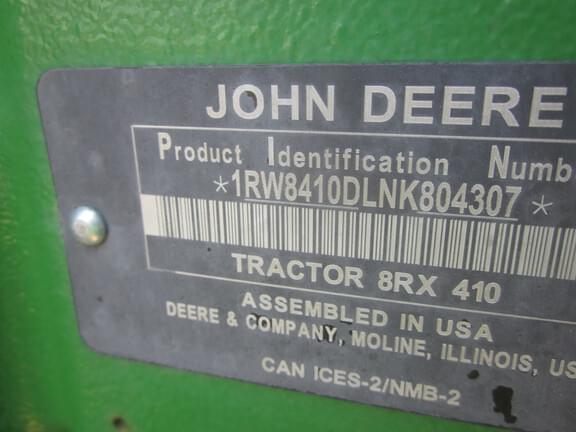 JOHN DEERE
Product Identification Numb
*1RW8410DLNK804307*
TRACTOR 8RX 410
ASSEMBLED IN USA
DEERE & COMPANY, MOLINE, ILLINOIS, US
CAN ICES-2/NMB-2